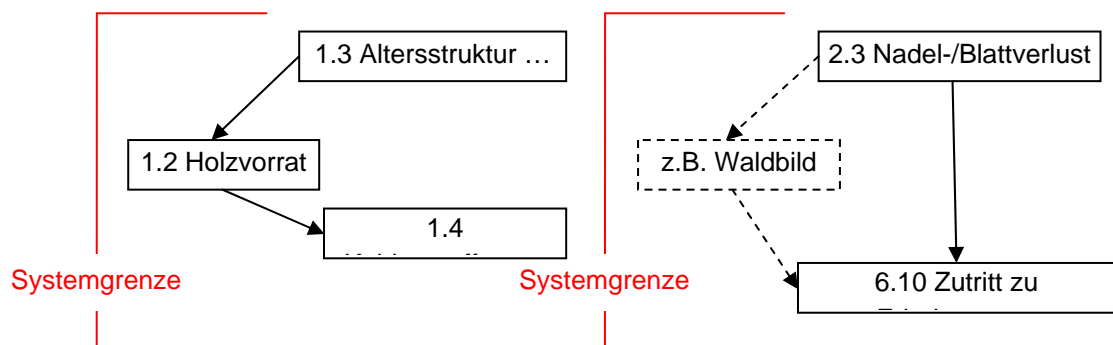 1.3 Altersstruktur …
1.2 Holzvorrat
1.4
Systemgrenze
2.3 Nadel-/Blattverlust
z.B. Waldbild
6.10 Zutritt zu
Systemgrenze